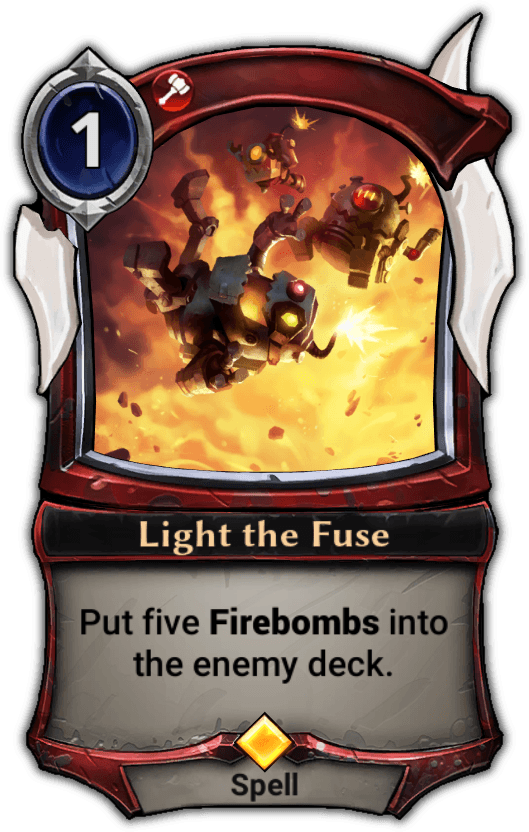 1
Light the Fuse
Put five Firebombs into
the enemy deck.
Spell